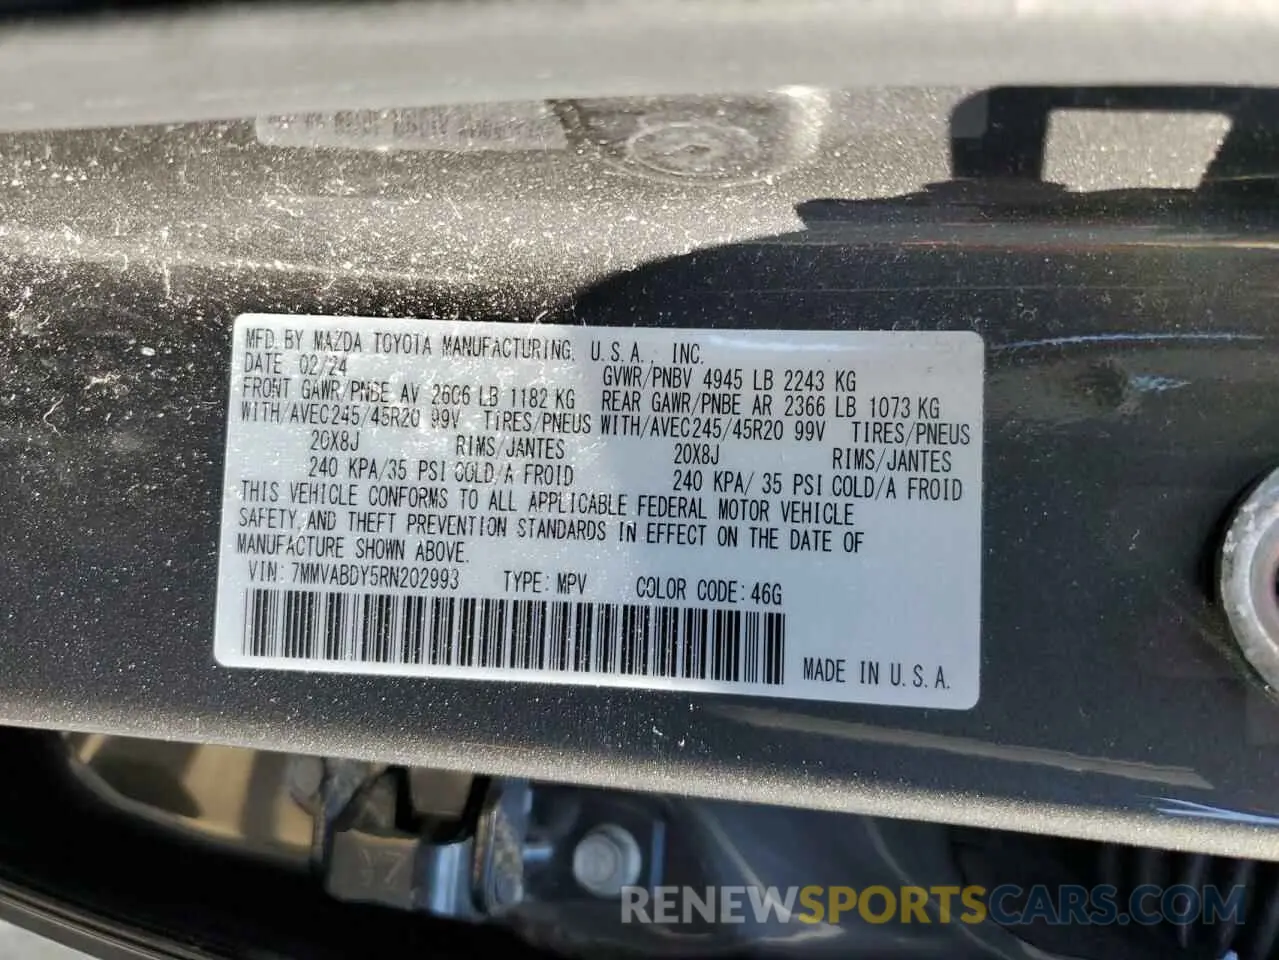 MFD. BY MAZDA TOYOTA MANUFACTURING, U.S.A., INC.
DATE 02/24 GVWR/PNBV 4945 LB 2243 KG
FRONT GAWR/PNBE AV 2606 LB 1182 KG REAR GAWR/PNBE AR 2366 LB 1073 KG
WITH/AVEC245/45R20 99V TIRES/PNEUS WITH/AVEC245/45R20 99V TIRES/PNEUS
20X8J RIMS/JANTES 20X8J RIMS/JANTES
240 KPA/35 PSI COLD/A FROID 240 KPA/ 35 PSI COLD/A FROID
THIS VEHICLE CONFORMS TO ALL APPLICABLE FEDERAL MOTOR VEHICLE
SAFETY, AND THEFT PREVENTION STANDARDS IN EFFECT ON THE DATE OF
MANUFACTURE SHOWN ABOVE.
VIN: 7MMVABDY5RN202993 TYPE: MPV COLOR CODE: 46G
MADE IN U.S.A.
RENEWSPORTSCARS.COM